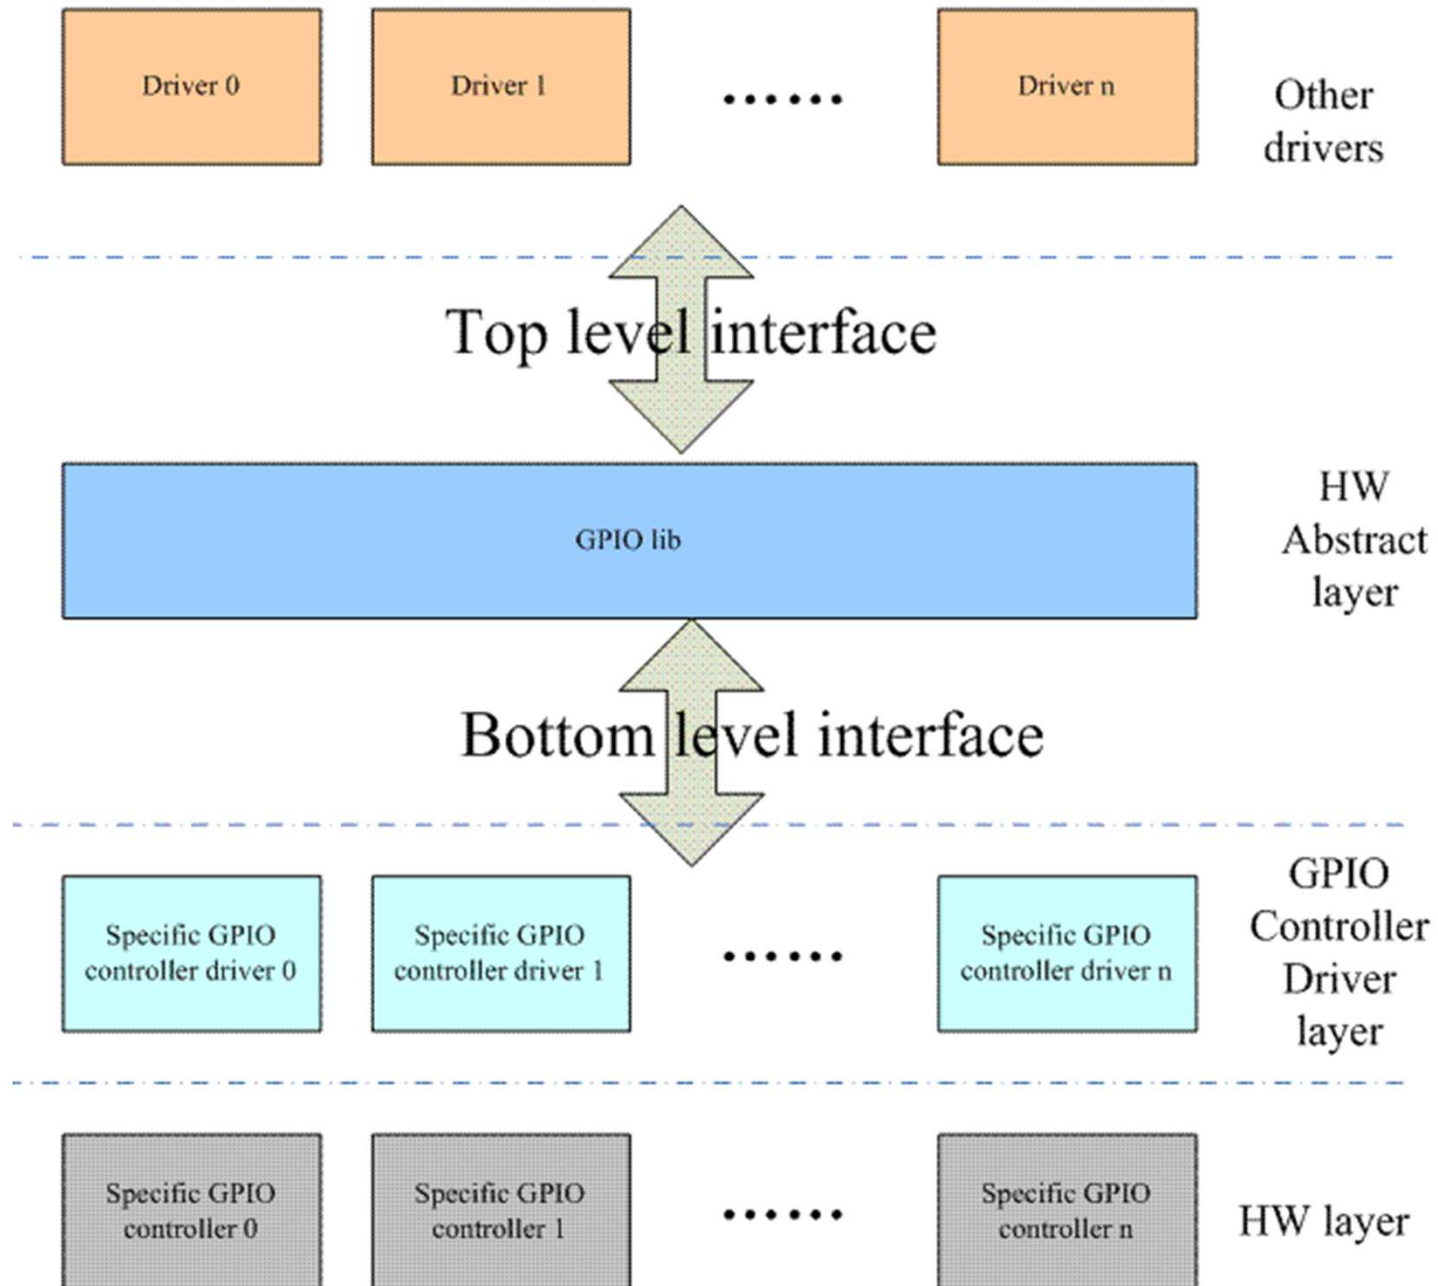 Driver 0
Driver 1
......
Driver n
Other
drivers
Top level interface
GPIO lib
HW
Abstract
layer
Bottom level interface
Specific GPIO
controller driver 0
Specific GPIO
controller driver 1
......
Specific GPIO
controller driver n
GPIO
Controller
Driver
layer
Specific GPIO
controller 0
Specific GPIO
controller 1
......
Specific GPIO
controller n
HW layer